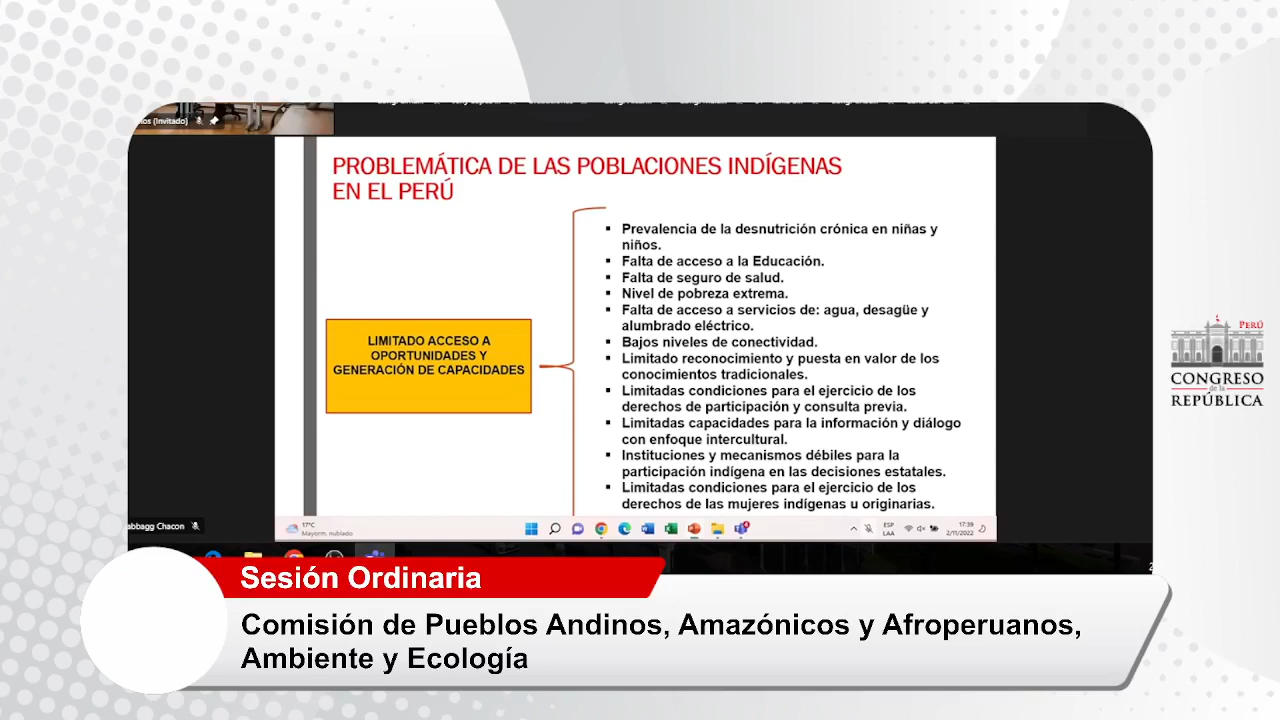 (Invitado)
PROBLEMÁTICA DE LAS POBLACIONES INDÍGENAS
EN EL PERÚ
LIMITADO ACCESO A
OPORTUNIDADES Y
GENERACIÓN DE CAPACIDADES
▪ Prevalencia de la desnutrición crónica en niñas y
niños.
▪ Falta de acceso a la Educación.
▪ Falta de seguro de salud.
▪ Nivel de pobreza extrema.
▪ Falta de acceso a servicios de: agua, desagüe y
alumbrado eléctrico.
▪ Bajos niveles de conectividad.
▪ Limitado reconocimiento y puesta en valor de los
conocimientos tradicionales.
▪ Limitadas condiciones para el ejercicio de los
derechos de participación y consulta previa.
▪ Limitadas capacidades para la información y diálogo
con enfoque intercultural.
▪ Instituciones y mecanismos débiles para la
participación indígena en las decisiones estatales.
▪ Limitadas condiciones para el ejercicio de los
derechos de las mujeres indígenas u originarias.
PERÚ
CONGRESO
de la
REPÚBLICA
abbagg Chacon
17°C
Mayorm. nublado
ESP
LAA
17:39
2/11/2022
Sesión Ordinaria
Comisión de Pueblos Andinos, Amazónicos y Afroperuanos,
Ambiente y Ecología